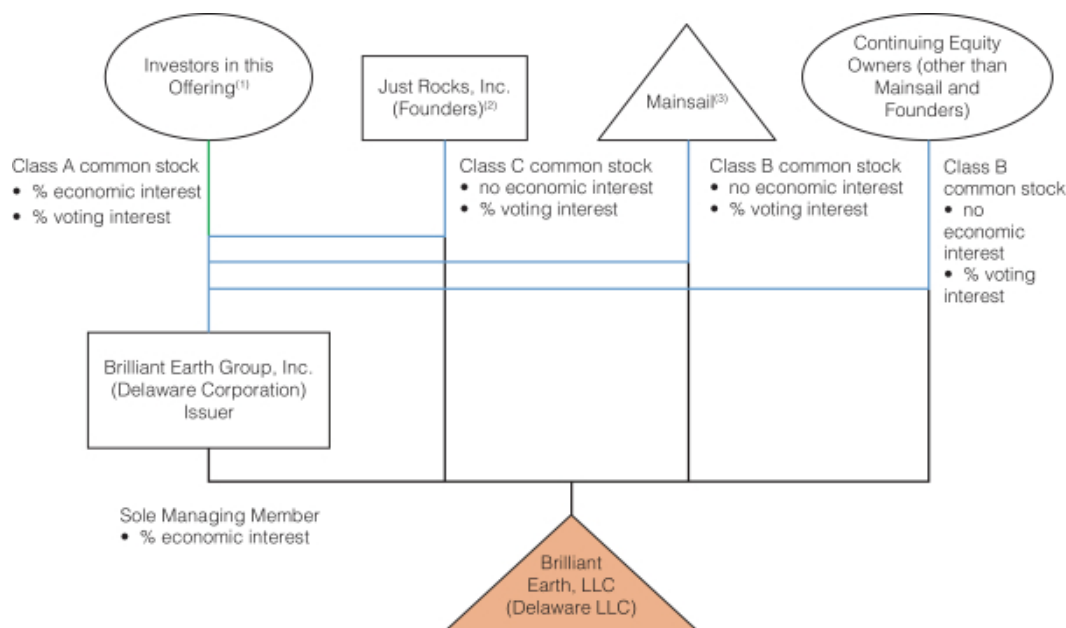 Investors in this
Offering(1)
Just Rocks, Inc.
(Founders)(2)
Mainsail(3)
Continuing Equity
Owners (other than
Mainsail and
Founders)
Class A common stock
• % economic interest
• % voting interest
Class C common stock
• no economic interest
• % voting interest
Class B common stock
• no economic interest
• % voting interest
Class B
common stock
• no
economic
interest
• % voting
interest
Brilliant Earth Group, Inc.
(Delaware Corporation)
Issuer
Sole Managing Member
• % economic interest
Brilliant
Earth, LLC
(Delaware LLC)